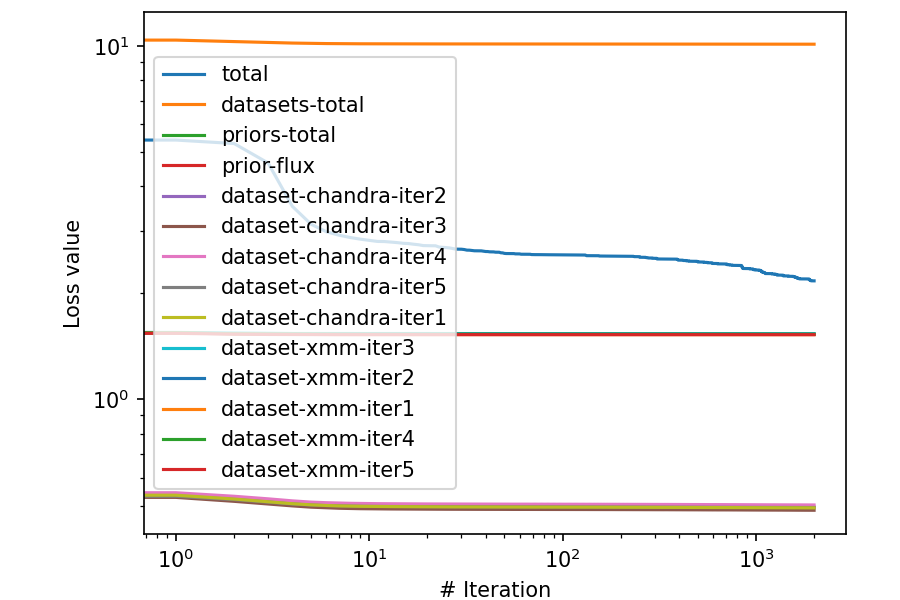 10¹
total
datasets-total
priors-total
prior-flux
dataset-chandra-iter2
dataset-chandra-iter3
dataset-chandra-iter4
dataset-chandra-iter5
dataset-chandra-iter1
dataset-xmm-iter3
dataset-xmm-iter2
dataset-xmm-iter1
dataset-xmm-iter4
dataset-xmm-iter5
Loss value
10⁰
10⁰ 10¹ 10² 10³
# Iteration